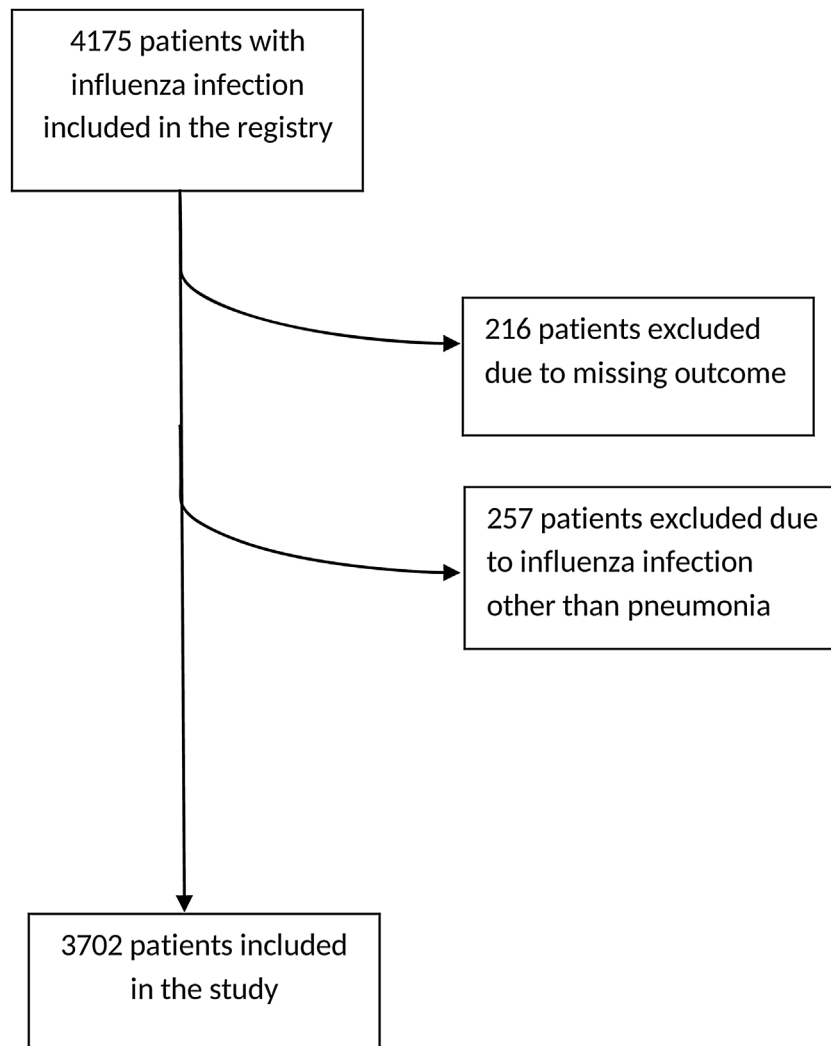 4175 patients with
influenza infection
included in the registry
216 patients excluded
due to missing outcome
257 patients excluded due
to influenza infection
other than pneumonia
3702 patients included
in the study